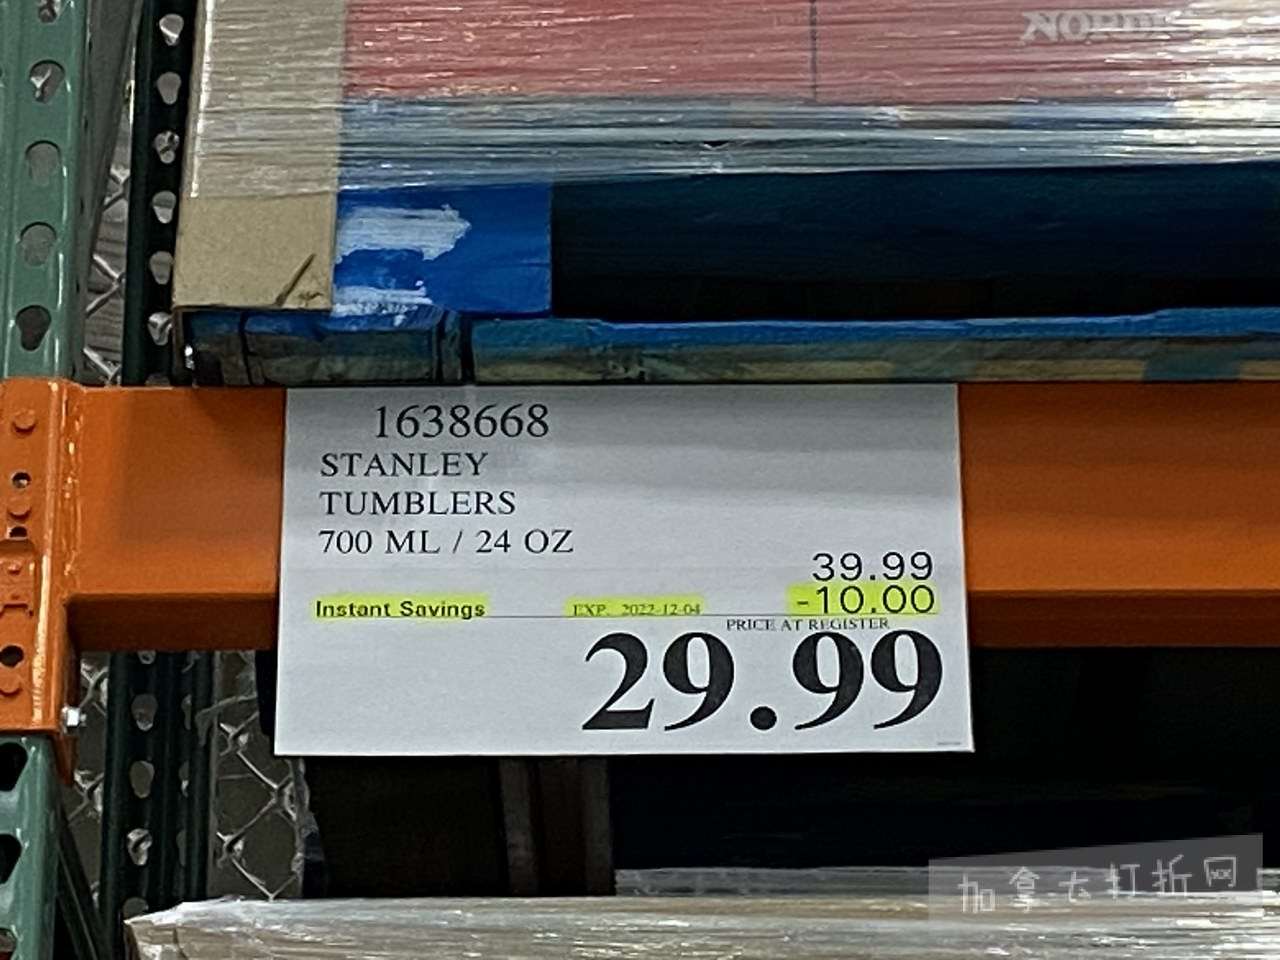 NORD
1638668
STANLEY
TUMBLERS
700 ML / 24 OZ
39.99
Instant Savings EXP. 2022-12-04 -10.00
PRICE AT REGISTER
29.99
加拿大打折网